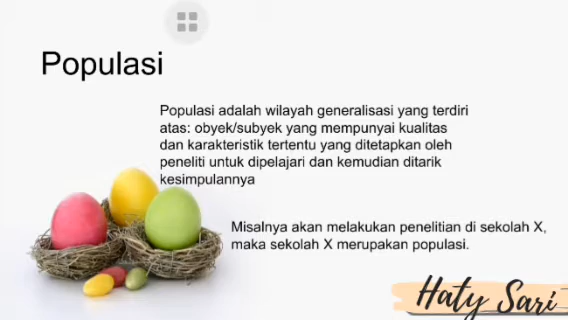 Populasi
Populasi adalah wilayah generalisasi yang terdiri
atas: obyek/subyek yang mempunyai kualitas
dan karakteristik tertentu yang ditetapkan oleh
peneliti untuk dipelajari dan kemudian ditarik
kesimpulannya
Misalnya akan melakukan penelitian di sekolah X,
maka sekolah X merupakan populasi.
Haty Sari